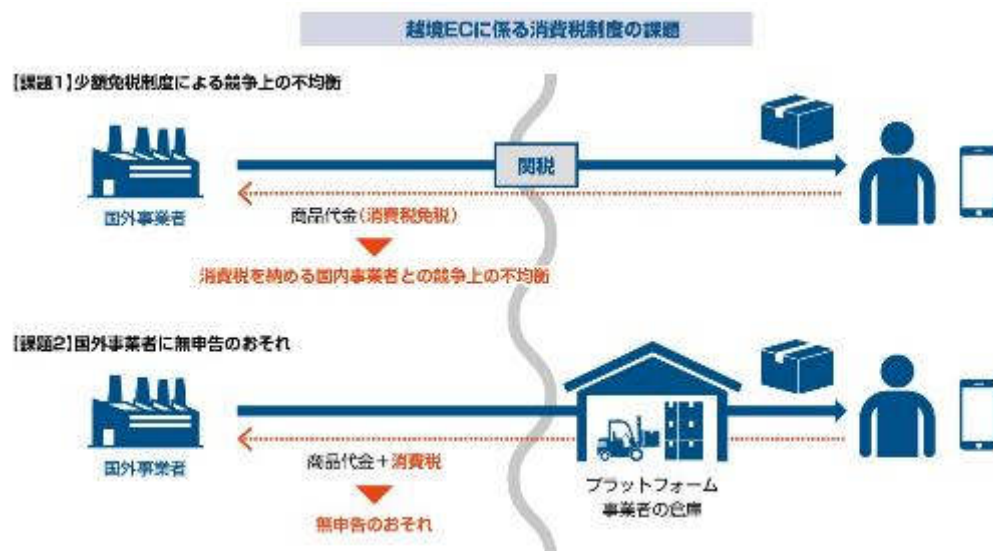 越境ECに係る消費税制度の課題
【課題1】少額免税制度による競争上の不均衡
関税
国外事業者
商品代金(消費税免税)
消費税を納める国内事業者との競争上の不均衡
【課題2】国外事業者に無申告のおそれ
国外事業者
商品代金+消費税
無申告のおそれ
プラットフォーム
事業者の倉庫